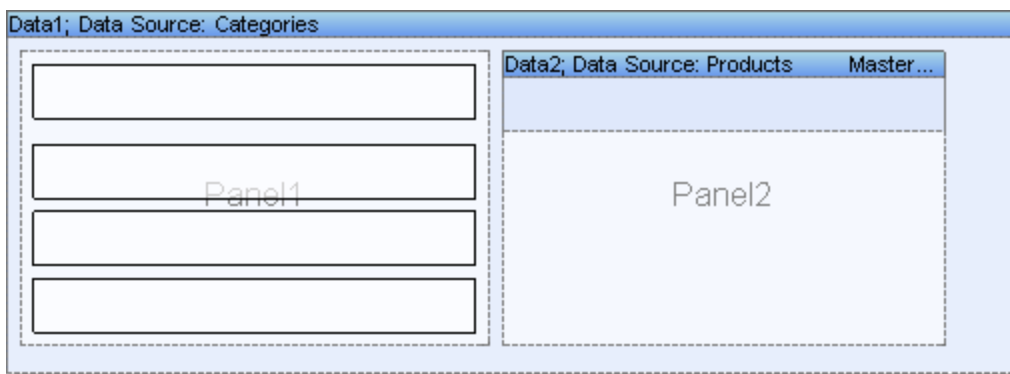 Data1; Data Source: Categories
Data2; Data Source: Products Master...
Panel1
Panel2